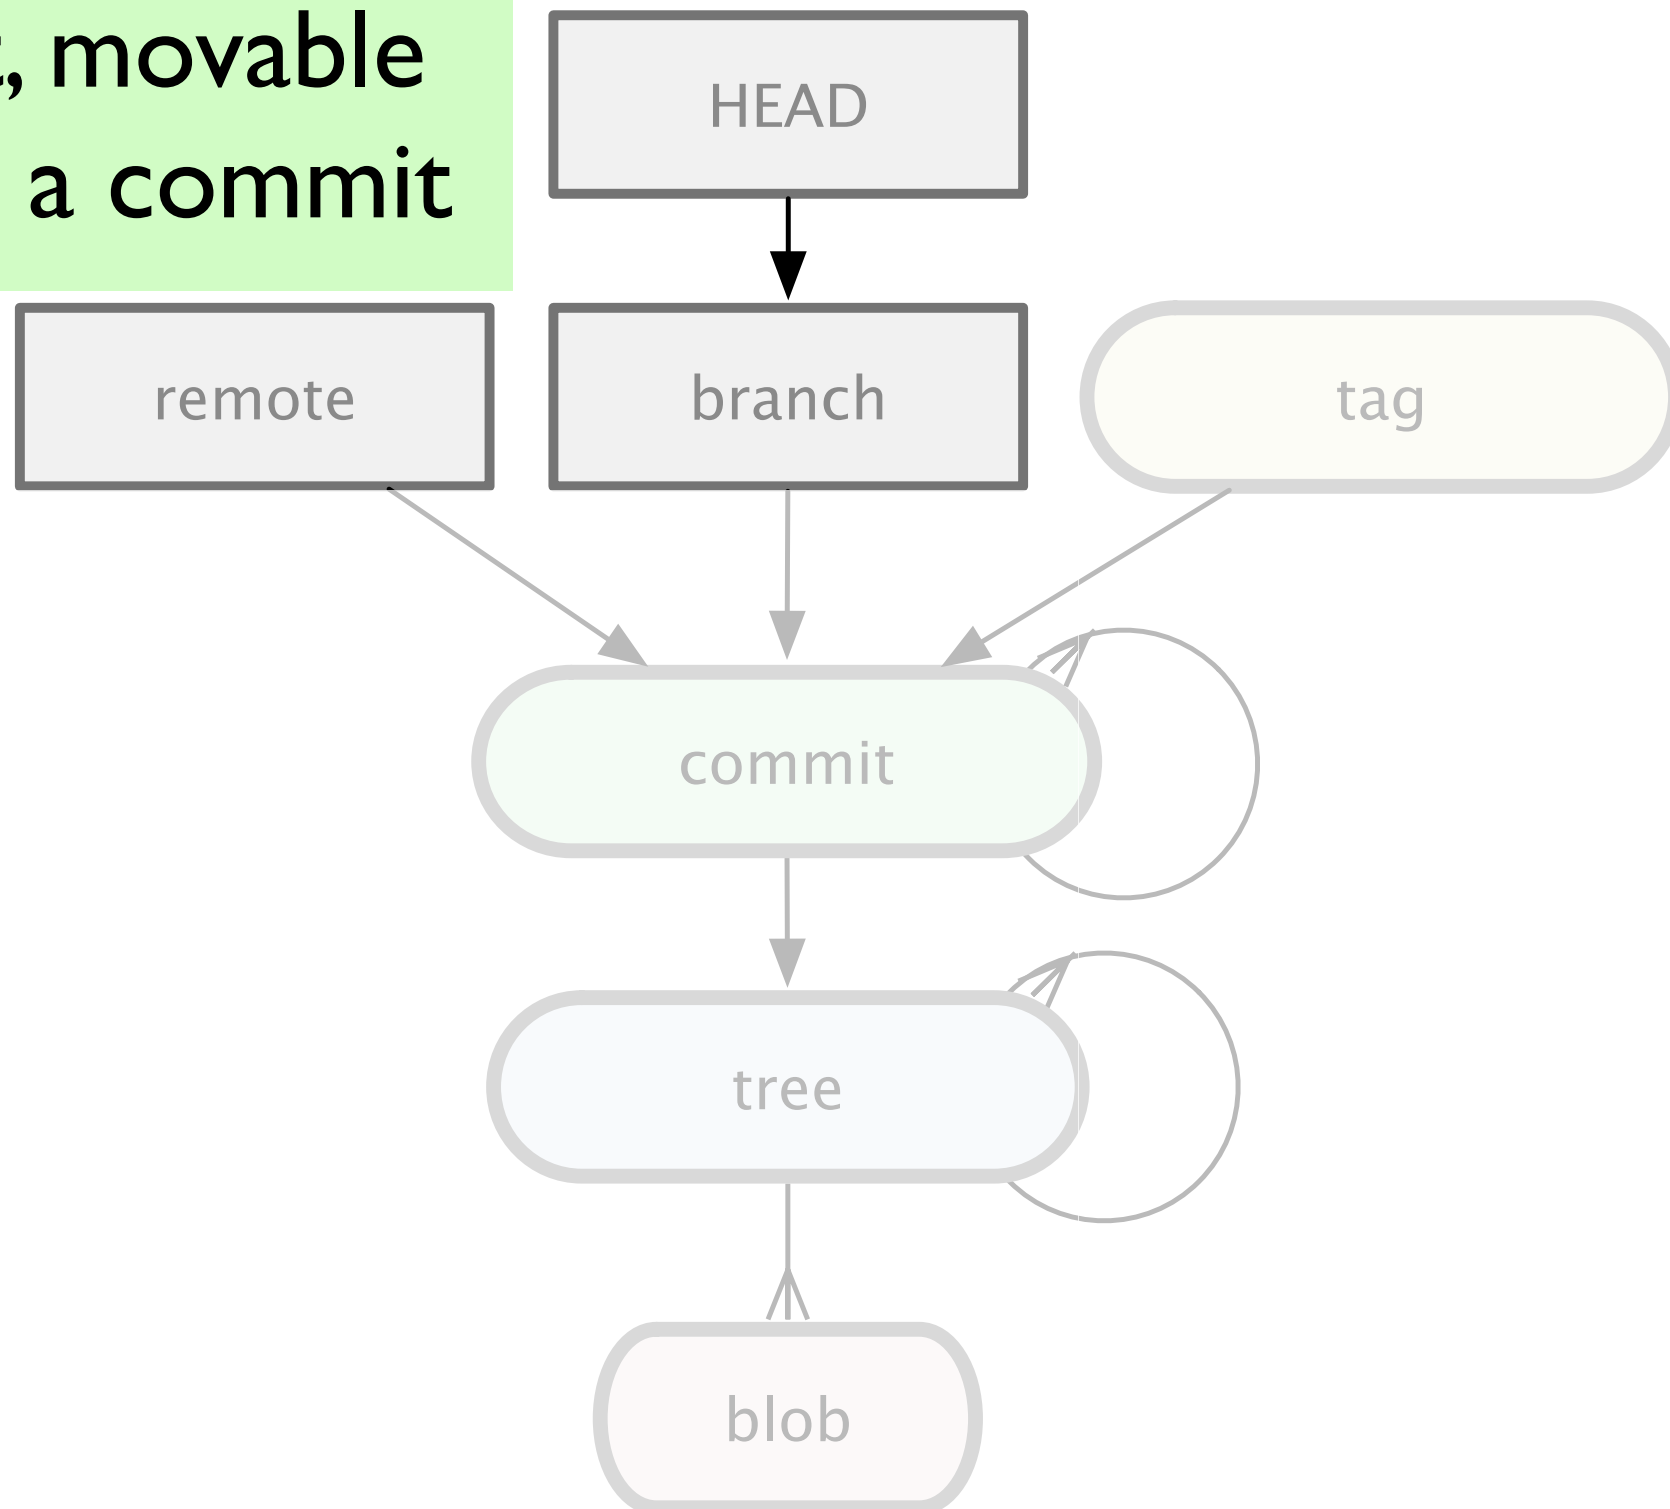 , movable
a commit
HEAD
remote branch tag
commit
tree
blob